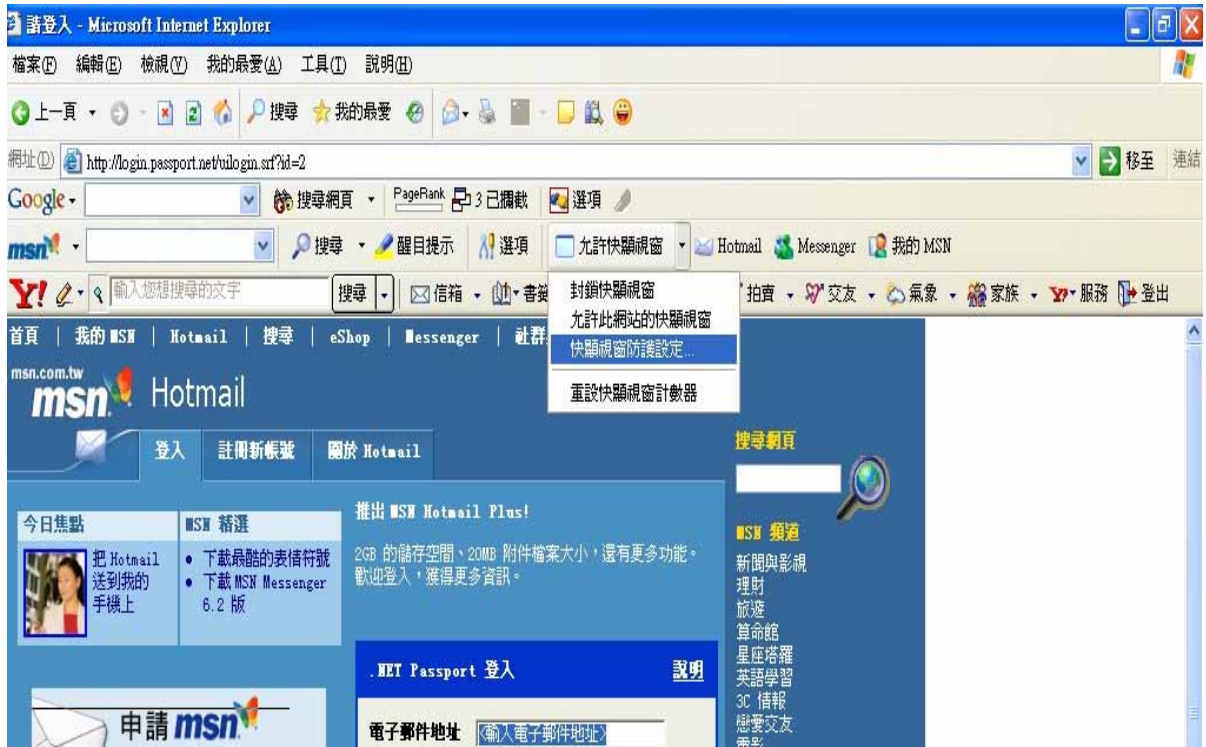 請登入 - Microsoft Internet Explorer
檔案(F) 編輯(E) 檢視(V) 我的最愛(A) 工具(T) 說明(H)
上一頁 搜尋 我的最愛
網址(D) http://login.passport.net/uilogin.srf?id=2 移至 連結
Google 搜尋網頁 PageRank 3 已攔截 選項
msn 搜尋 醒目提示 選項 允許快顯視窗 Hotmail Messenger 我的 MSN
Y! 輸入您想搜尋的文字 搜尋 信箱 拍賣 交友 氣象 家族 服務 登出
封鎖快顯視窗
允許此網站的快顯視窗
快顯視窗防護設定...
重設快顯視窗計數器
首頁 | 我的 MSN | Hotmail | 搜尋 | eShop | Messenger | 社群
msn.com.tw
msn Hotmail
登入 註冊新帳號 關於 Hotmail
今日焦點
把 Hotmail
送到我的
手機上
MSN 精選
下載最酷的表情符號
下載 MSN Messenger
6.2 版
推出 MSN Hotmail Plus!
2GB 的儲存空間、20MB 附件檔案大小，還有更多功能。
歡迎登入，獲得更多資訊。
.NET Passport 登入 說明
電子郵件地址 <輸入電子郵件地址>
申請 msn
搜尋網頁
MSN 頻道
新聞與影視
理財
旅遊
算命館
星座塔羅
英語學習
3C 情報
戀愛交友
電影